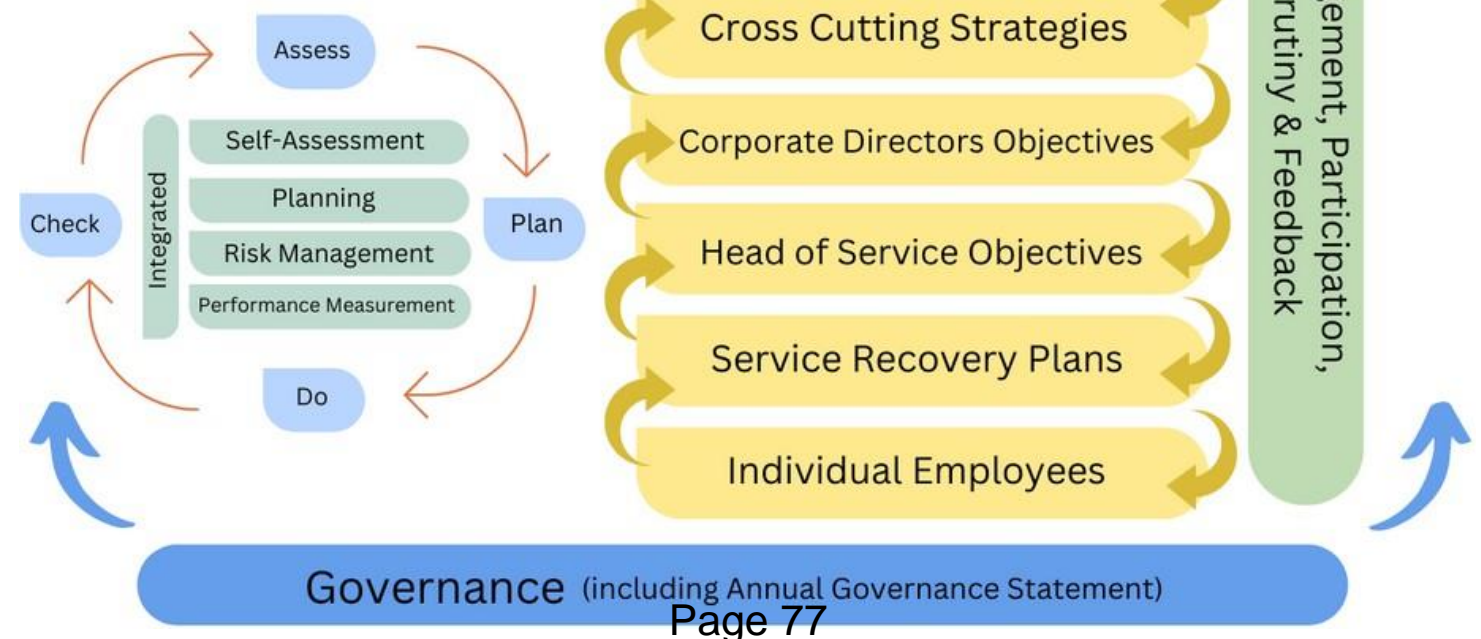 Assess
Check
Plan
Do
Integrated
Self-Assessment
Planning
Risk Management
Performance Measurement
Cross Cutting Strategies
Corporate Directors Objectives
Head of Service Objectives
Service Recovery Plans
Individual Employees
Participation,
& Feedback
Governance (including Annual Governance Statement)
Page 77